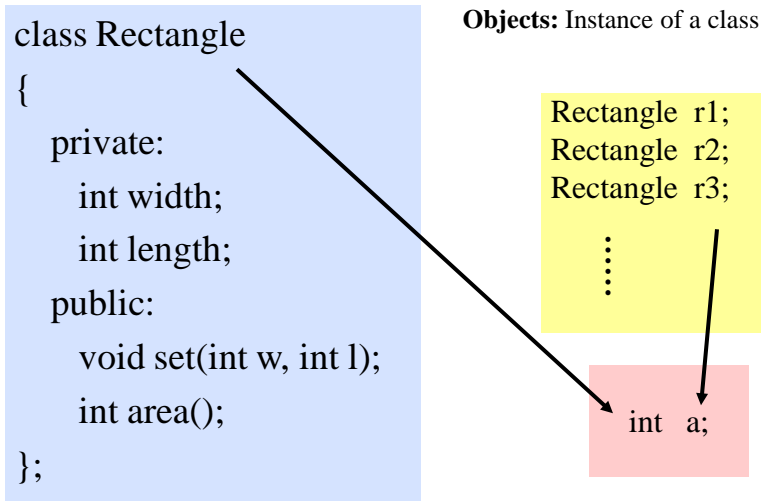 class Rectangle
{
private:
int width;
int length;
public:
void set(int w, int l);
int area();
};
Objects: Instance of a class
Rectangle r1;
Rectangle r2;
Rectangle r3;
……
int a;